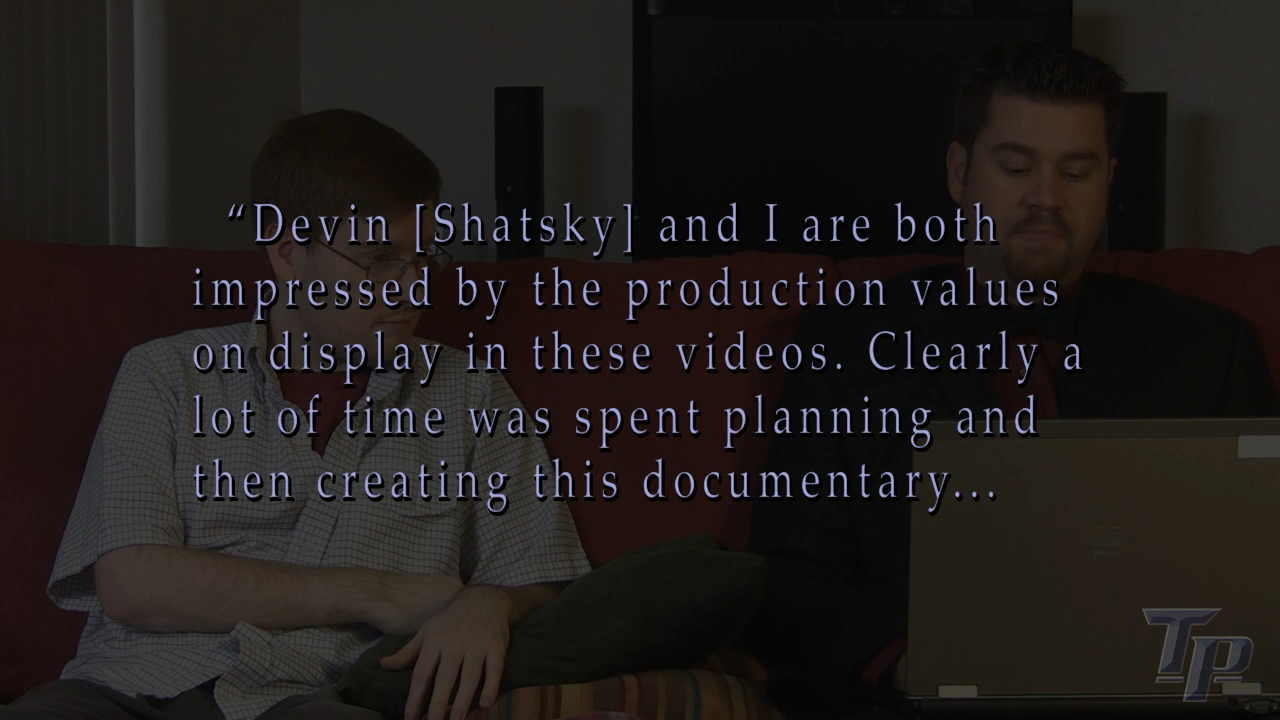 “Devin [Shatsky] and I are both
impressed by the production values
on display in these videos. Clearly a
lot of time was spent planning and
then creating this documentary...
TP